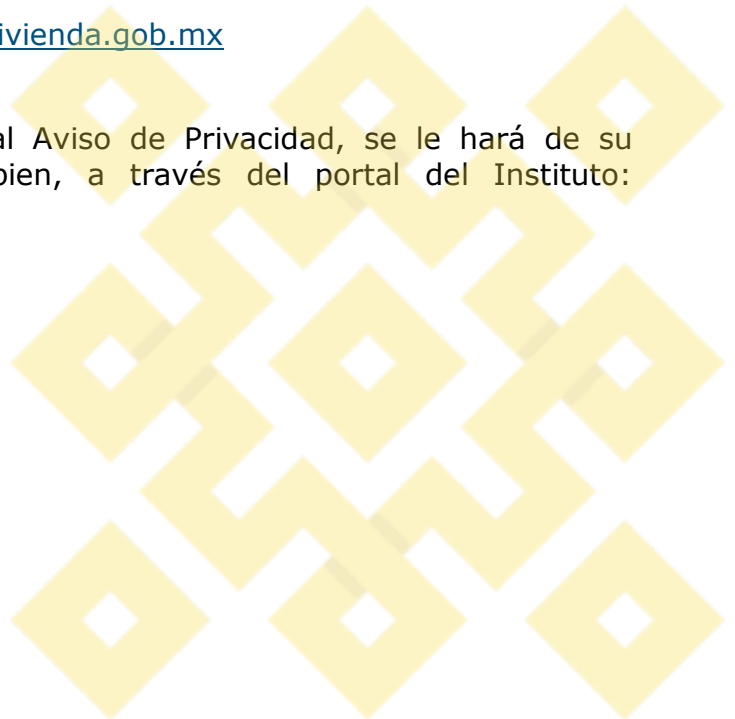 ivienda.gob.mx
al Aviso de Privacidad, se le hará de su
bien, a través del portal del Instituto: